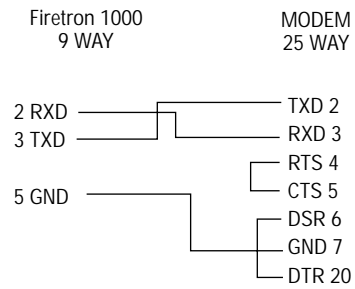 Firetron 1000
9 WAY
MODEM
25 WAY
2 RXD
3 TXD
5 GND
TXD 2
RXD 3
RTS 4
CTS 5
DSR 6
GND 7
DTR 20